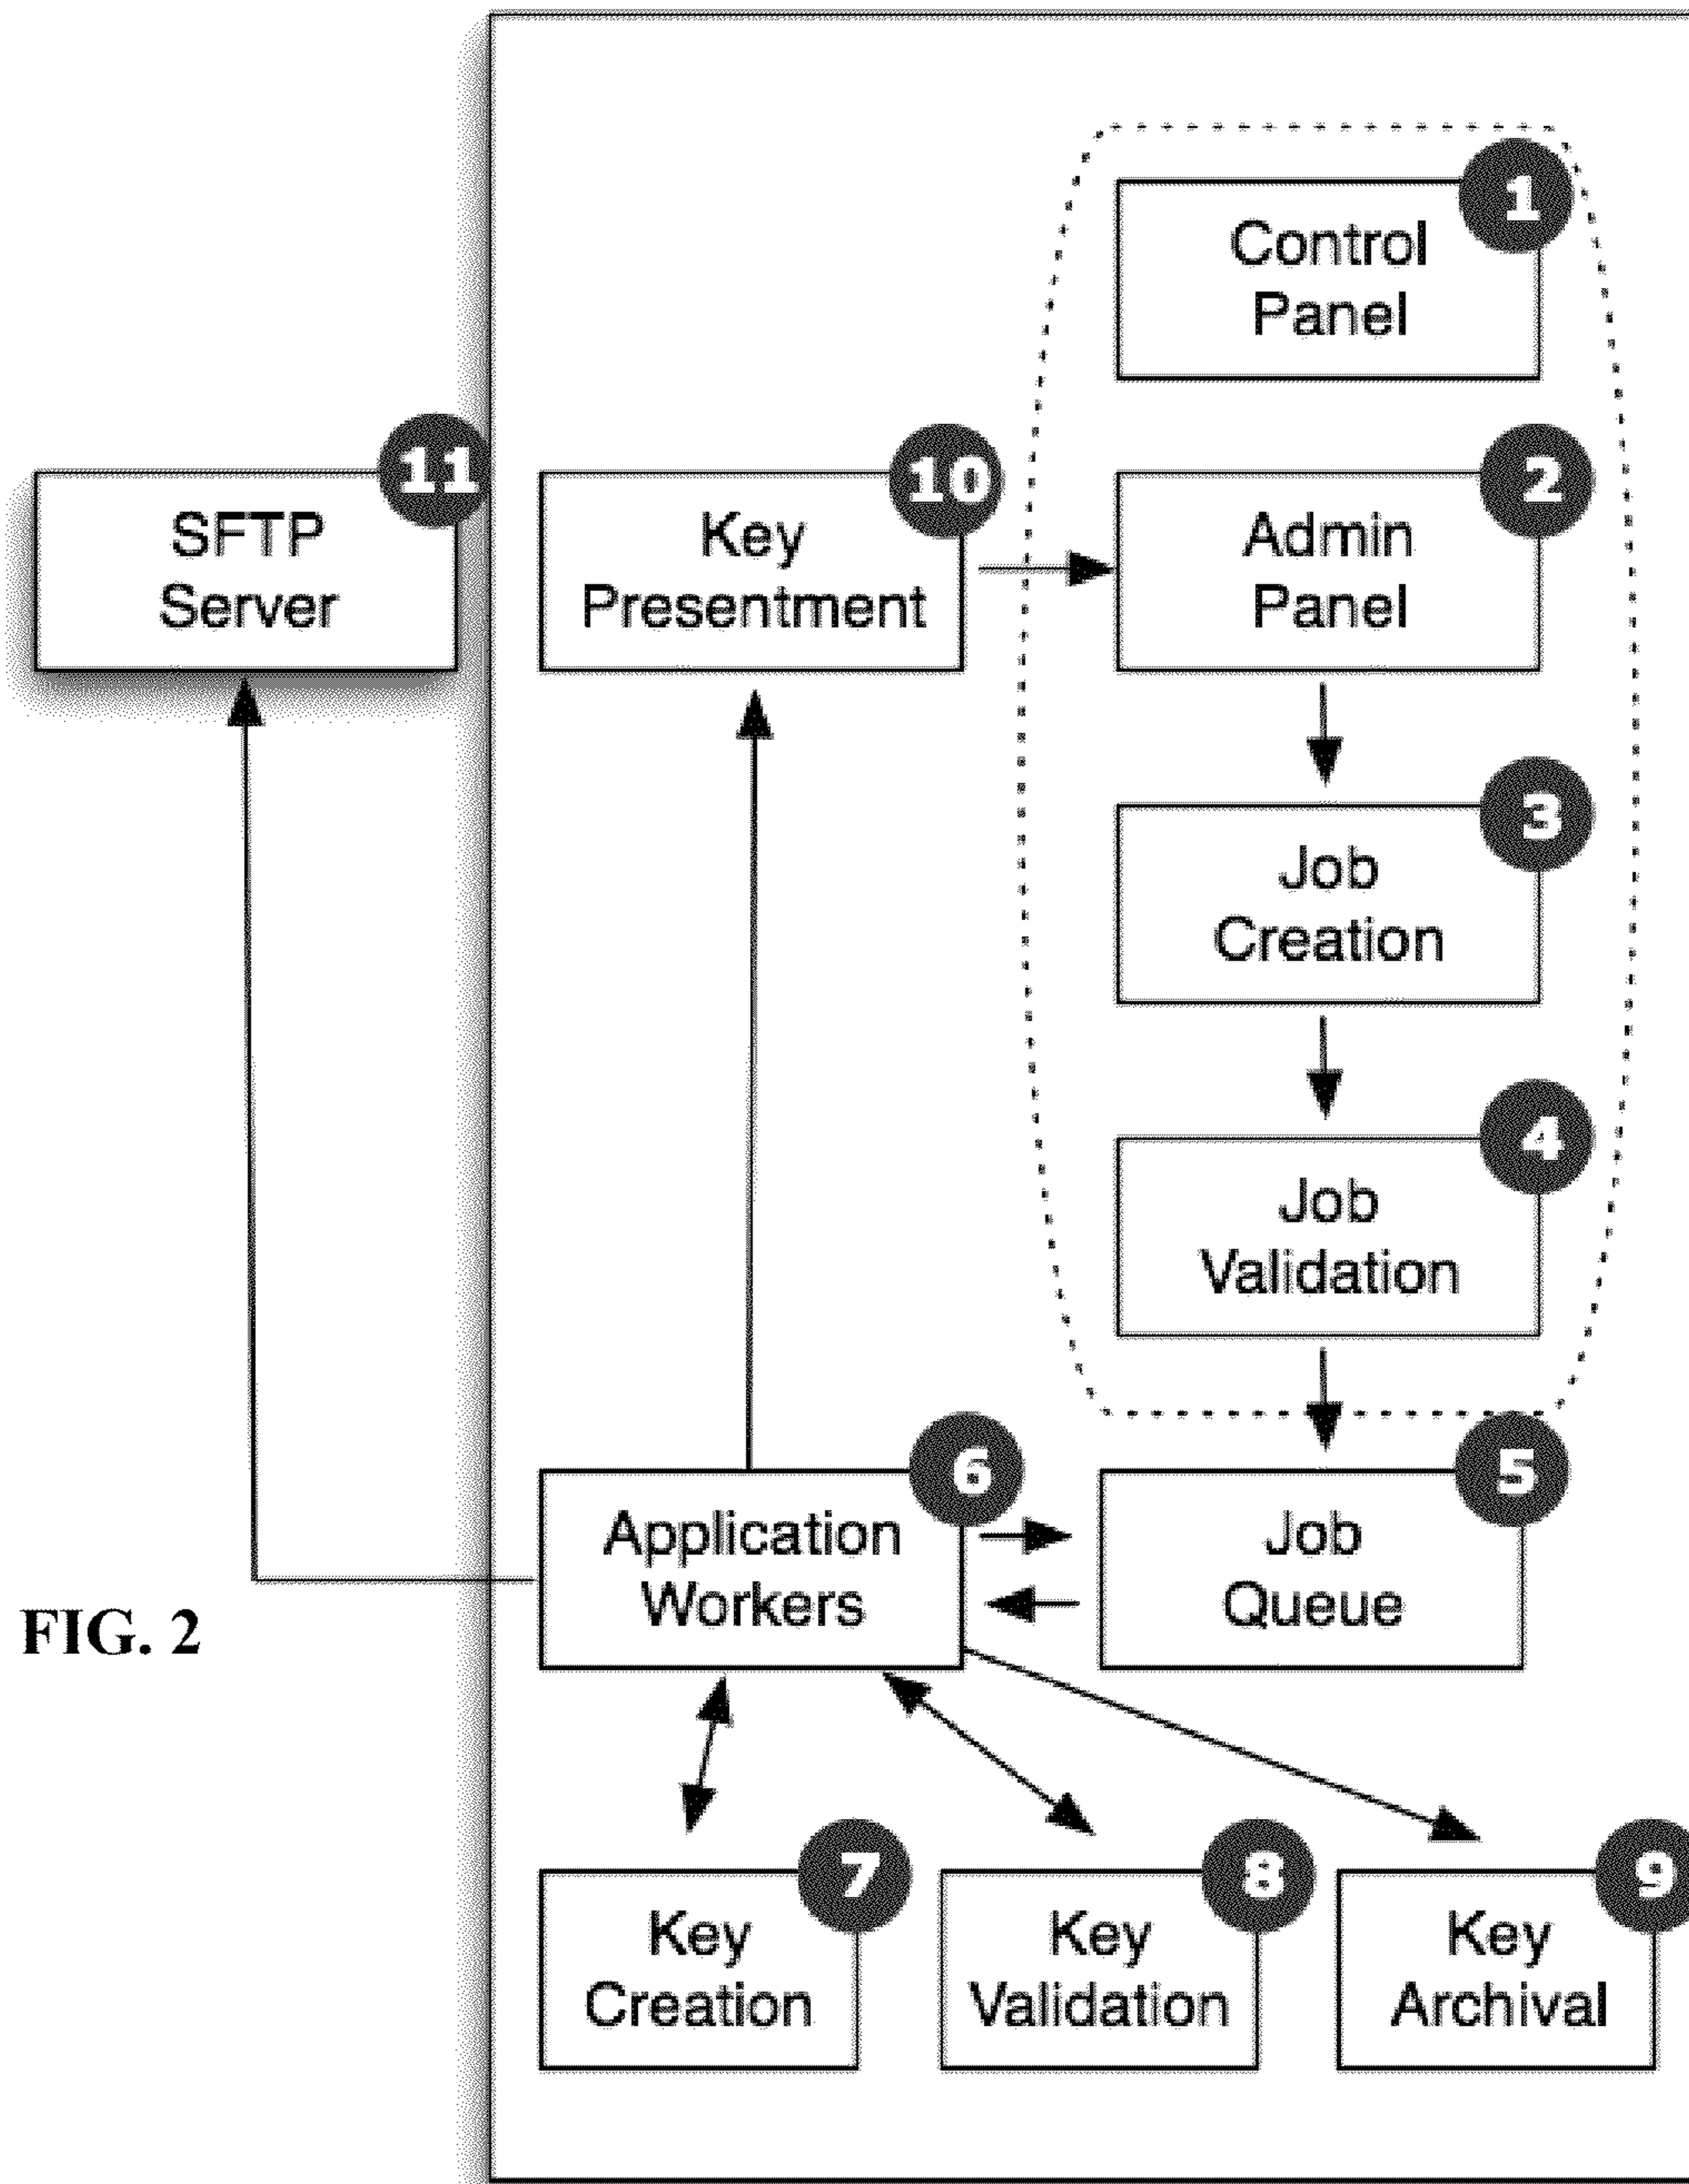 1
Control
Panel
11
SFTP
Server
10
Key
Presentment
2
Admin
Panel
3
Job
Creation
4
Job
Validation
6
Application
Workers
5
Job
Queue
FIG. 2
7
Key
Creation
8
Key
Validation
9
Key
Archival